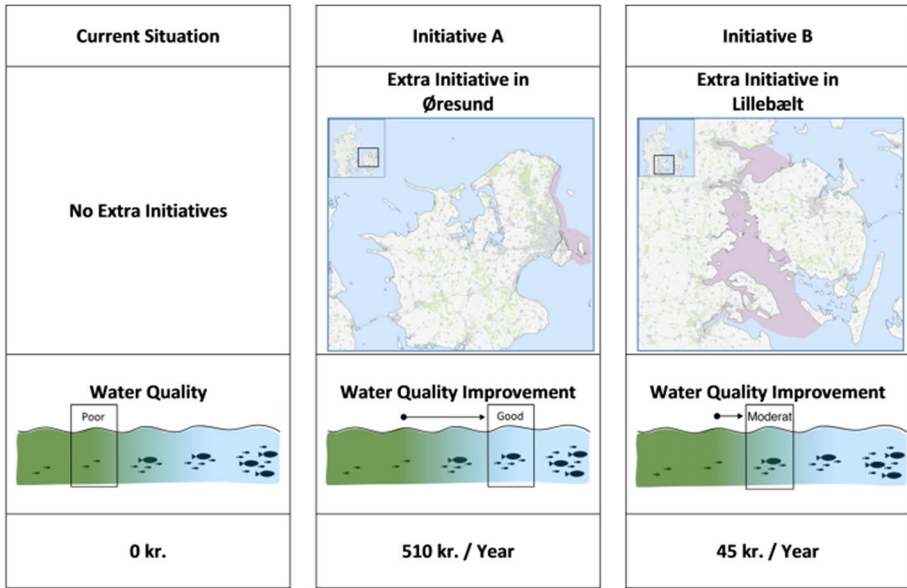 Current Situation
No Extra Initiatives
Water Quality
Poor
0 kr.
Initiative A
Extra Initiative in
Øresund
Water Quality Improvement
Good
510 kr. / Year
Initiative B
Extra Initiative in
Lillebælt
Water Quality Improvement
Moderat
45 kr. / Year